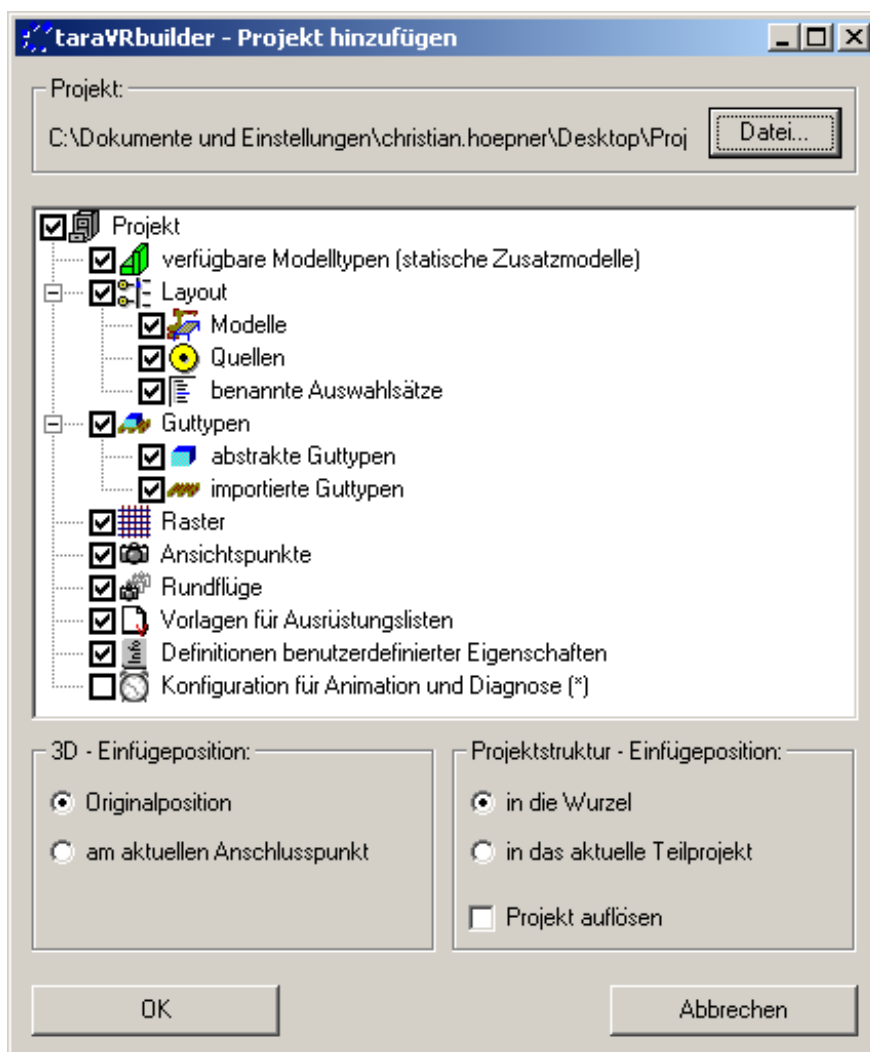 taraVRbuilder - Projekt hinzufügen
Projekt:
C:\Dokumente und Einstellungen\christian.hoepner\Desktop\Proj
Datei...
Projekt
verfügbare Modelltypen (statische Zusatzmodelle)
Layout
Modelle
Quellen
benannte Auswahlsätze
Guttypen
abstrakte Guttypen
importierte Guttypen
Raster
Ansichtspunkte
Rundflüge
Vorlagen für Ausrüstungslisten
Definitionen benutzerdefinierter Eigenschaften
Konfiguration für Animation und Diagnose (*)
3D - Einfügeposition:
Originalposition
am aktuellen Anschlusspunkt
Projektstruktur - Einfügeposition:
in die Wurzel
in das aktuelle Teilprojekt
Projekt auflösen
OK
Abbrechen